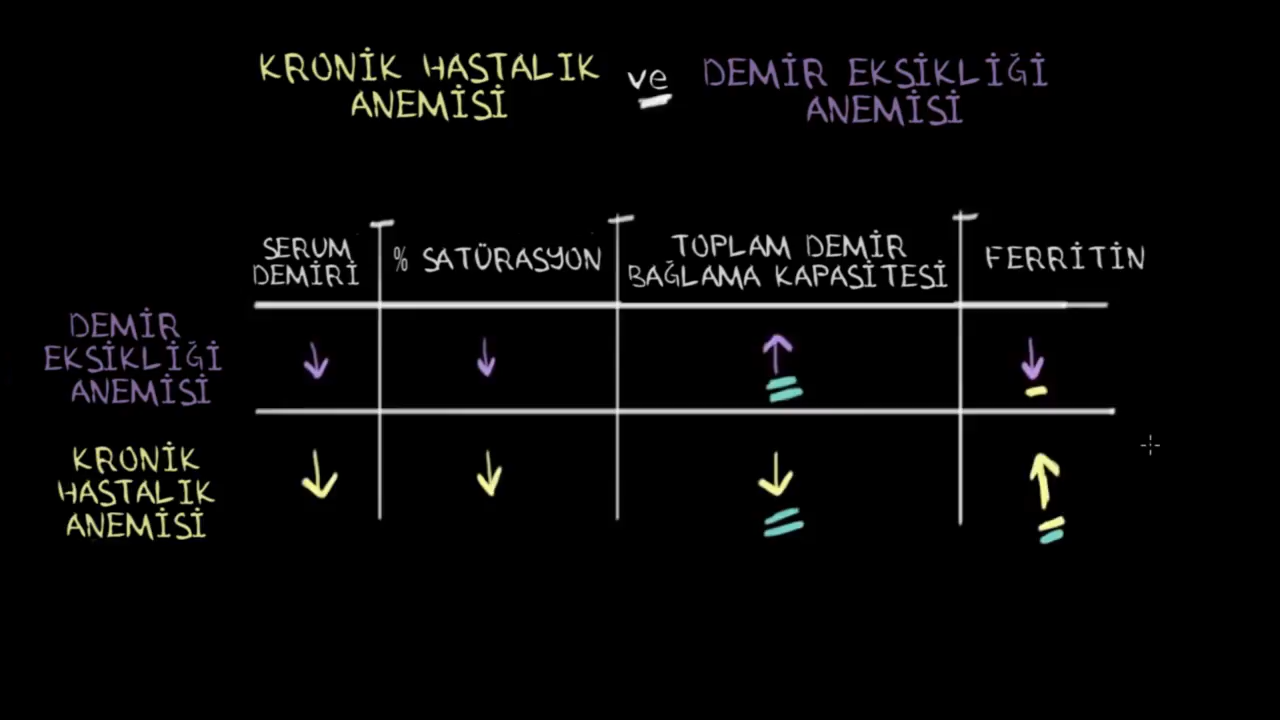 KRONİK HASTALIK
ANEMİSİ
ve
DEMİR EKSİKLİĞİ
ANEMİSİ
SERUM
DEMİRİ
% SATÜRASYON
TOPLAM DEMİR
BAĞLAMA KAPASİTESİ
FERRİTİN
DEMİR
EKSİKLİĞİ
ANEMİSİ
↓ ↓ ↑ ↓
KRONİK
HASTALIK
ANEMİSİ
↓ ↓ ↓ ↑